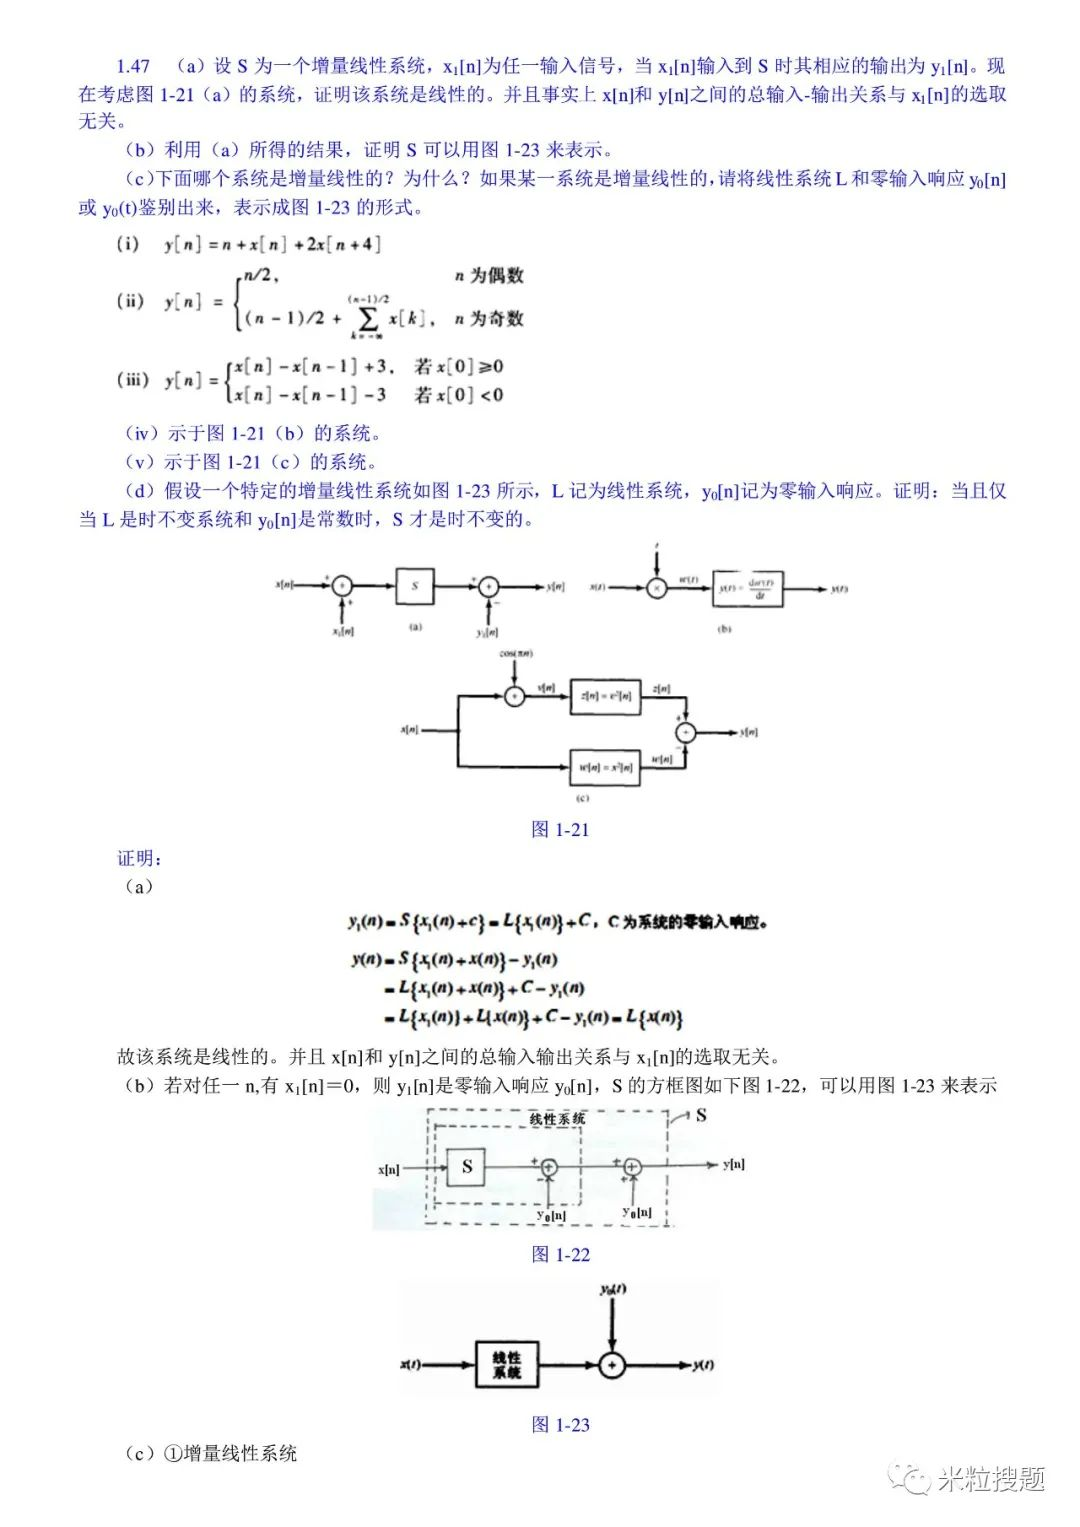 1.47 （a）设 S 为一个增量线性系统，x₁[n]为任一输入信号，当 x₁[n]输入到 S 时其相应的输出为 y₁[n]。现
在考虑图 1-21（a）的系统，证明该系统是线性的。并且事实上 x[n]和 y[n]之间的总输入-输出关系与 x₁[n]的选取
无关。
（b）利用（a）所得的结果，证明 S 可以用图 1-23 来表示。
（c）下面哪个系统是增量线性的？为什么？如果某一系统是增量线性的，请将线性系统 L 和零输入响应 y₀[n]
或 y₀(t)鉴别出来，表示成图 1-23 的形式。
(i) y[n]=n+x[n]+2x[n+4]
(ii) y[n] = { n/2, n 为偶数
(n-1)/2 + ∑_{k=-∞}^{(n-1)/2} x[k], n 为奇数
(iii) y[n]= { x[n]-x[n-1]+3, 若 x[0]≥0
x[n]-x[n-1]-3 若 x[0]<0
（iv）示于图 1-21（b）的系统。
（v）示于图 1-21（c）的系统。
（d）假设一个特定的增量线性系统如图 1-23 所示，L 记为线性系统，y₀[n]记为零输入响应。证明：当且仅
当 L 是时不变系统和 y₀[n]是常数时，S 才是时不变的。
x[n] + + + S + + − y[n]
x₁[n] (a) y₁[n]
t
x(t) × w(t) y(t) = dw(t)/dt y(t)
(b)
cos(πn)
+ v[n] z[n] = v²[n] z[n]
x[n] + + − y[n]
w[n] = x²[n] w[n]
(c)
图 1-21
证明：
（a）
y₁(n)=S{x₁(n)+c}=L{x₁(n)}+C，C 为系统的零输入响应。
y(n)=S{x₁(n)+x(n)}−y₁(n)
=L{x₁(n)+x(n)}+C−y₁(n)
=L{x₁(n)}+L{x(n)}+C−y₁(n)=L{x(n)}
故该系统是线性的。并且 x[n]和 y[n]之间的总输入输出关系与 x₁[n]的选取无关。
（b）若对任一 n,有 x₁[n]＝0，则 y₁[n]是零输入响应 y₀[n]，S 的方框图如下图 1-22，可以用图 1-23 来表示
线性系统 S
x[n] S + + − + + + y[n]
y₀[n] y₀[n]
图 1-22
y₀(t)
x(t) 线性 + y(t)
系统
图 1-23
（c）①增量线性系统
米粒搜题